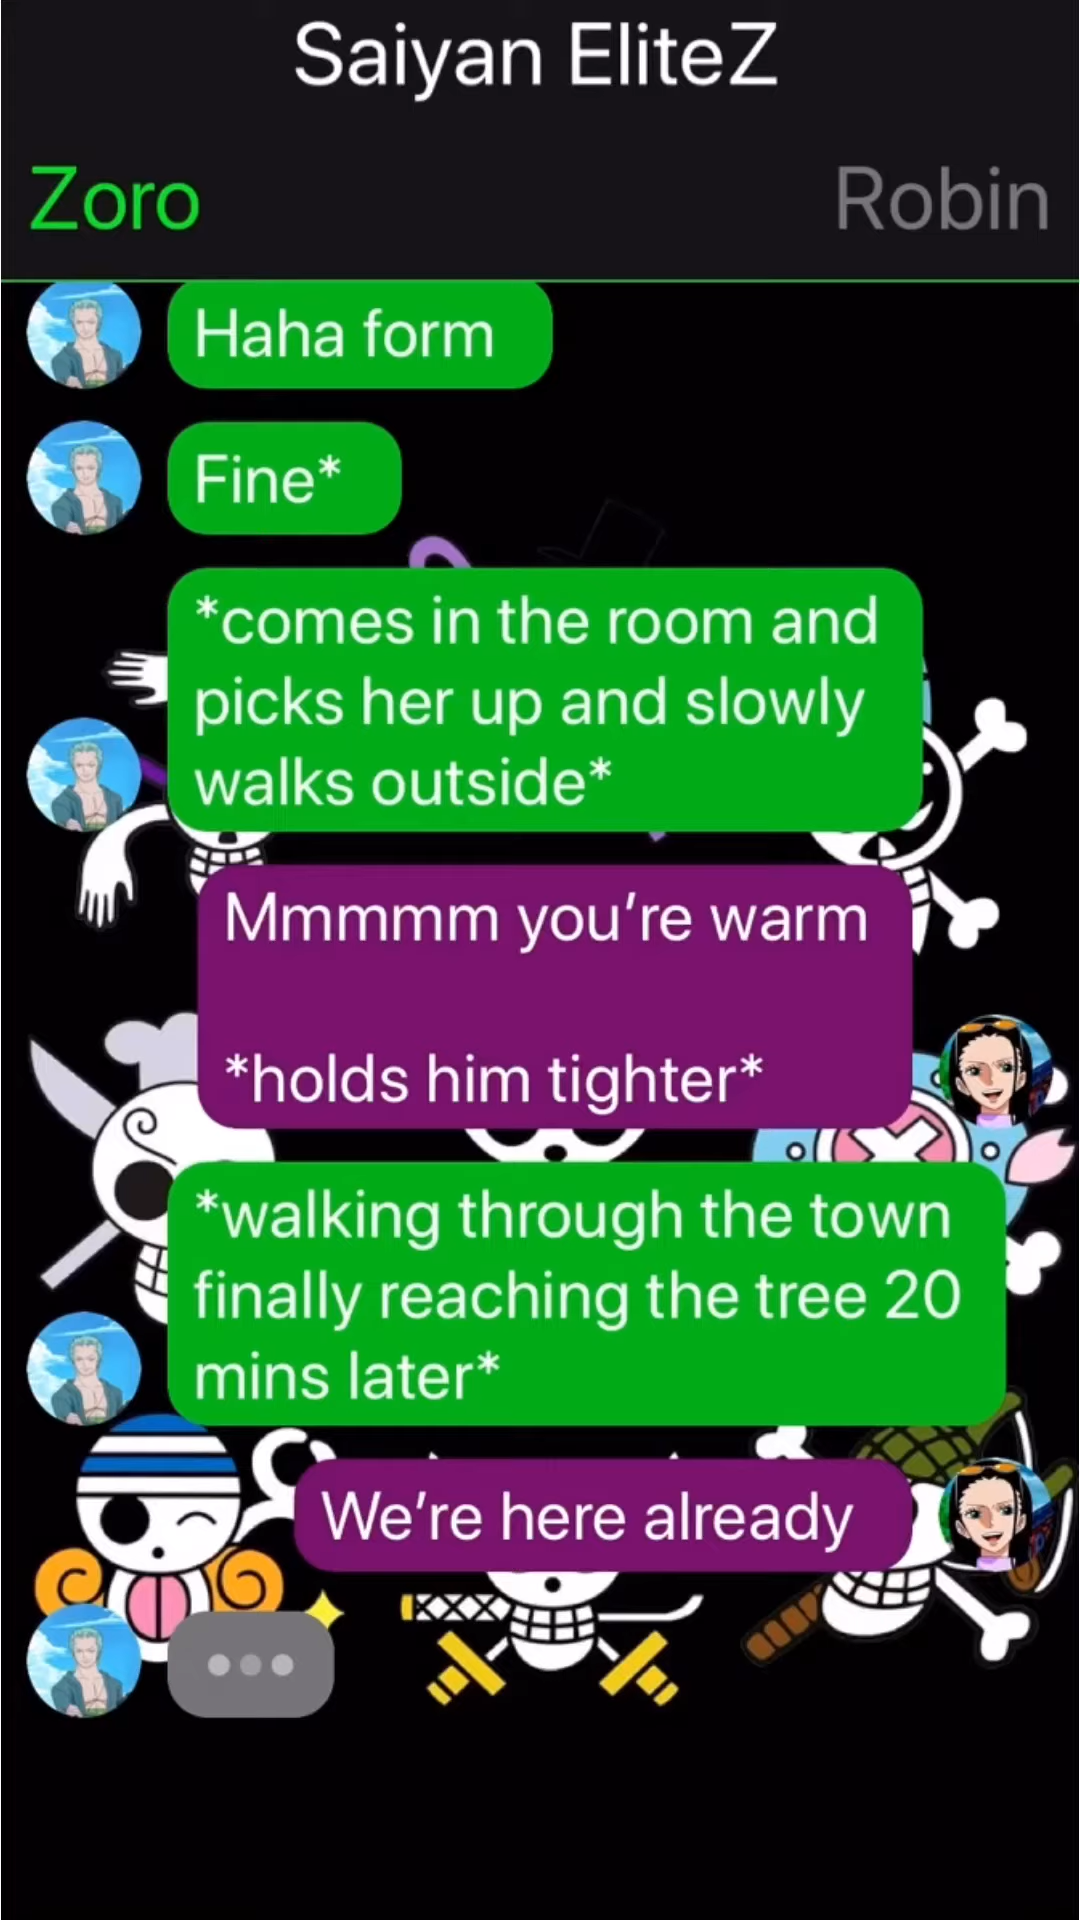 Saiyan EliteZ
Zoro
Robin
Haha form
Fine*
*comes in the room and
picks her up and slowly
walks outside*
Mmmmm you’re warm
*holds him tighter*
*walking through the town
finally reaching the tree 20
mins later*
We’re here already